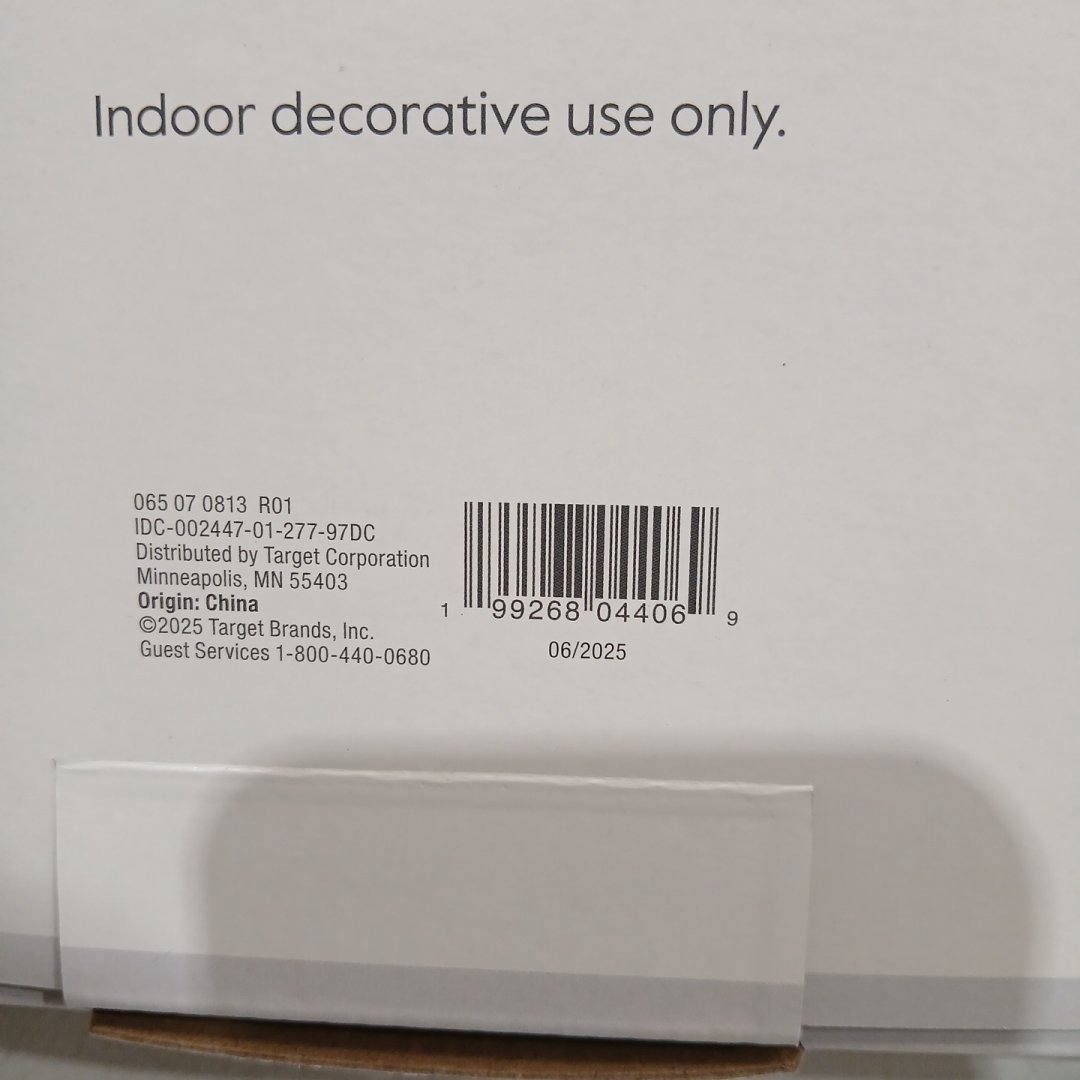 Indoor decorative use only.
065 07 0813 R01
IDC-002447-01-277-97DC
Distributed by Target Corporation
Minneapolis, MN 55403
Origin: China
©2025 Target Brands, Inc.
Guest Services 1-800-440-0680
1 99268 04406 9
06/2025